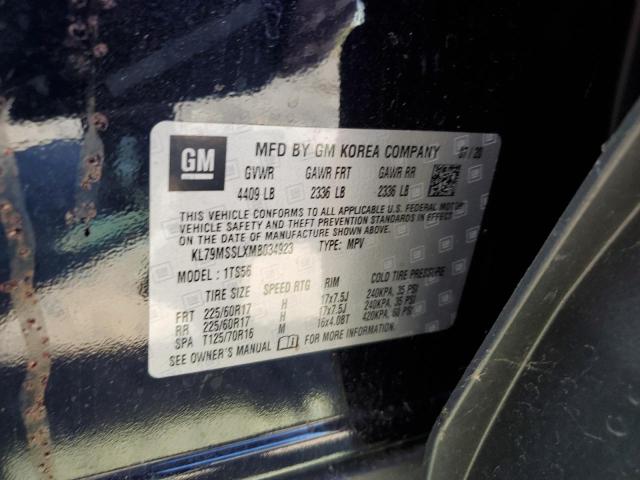 GM
MFD BY GM KOREA COMPANY 07 / 20
GVWR GAWR FRT GAWR RR
4409 LB 2336 LB 2336 LB
THIS VEHICLE CONFORMS TO ALL APPLICABLE U.S. FEDERAL MOTOR
VEHICLE SAFETY AND THEFT PREVENTION STANDARDS IN EFFECT
ON THE DATE OF MANUFACTURE SHOWN ABOVE.
KL79MSSLXMB034923 TYPE: MPV
MODEL: 1TS56
TIRE SIZE SPEED RTG RIM COLD TIRE PRESSURE
FRT 225/60R17 H 17x7.5J 240KPA, 35 PSI
RR 225/60R17 H 17x7.5J 240KPA, 35 PSI
SPA T125/70R16 M 16x4.0BT 420KPA, 60 PSI
SEE OWNER'S MANUAL FOR MORE INFORMATION.